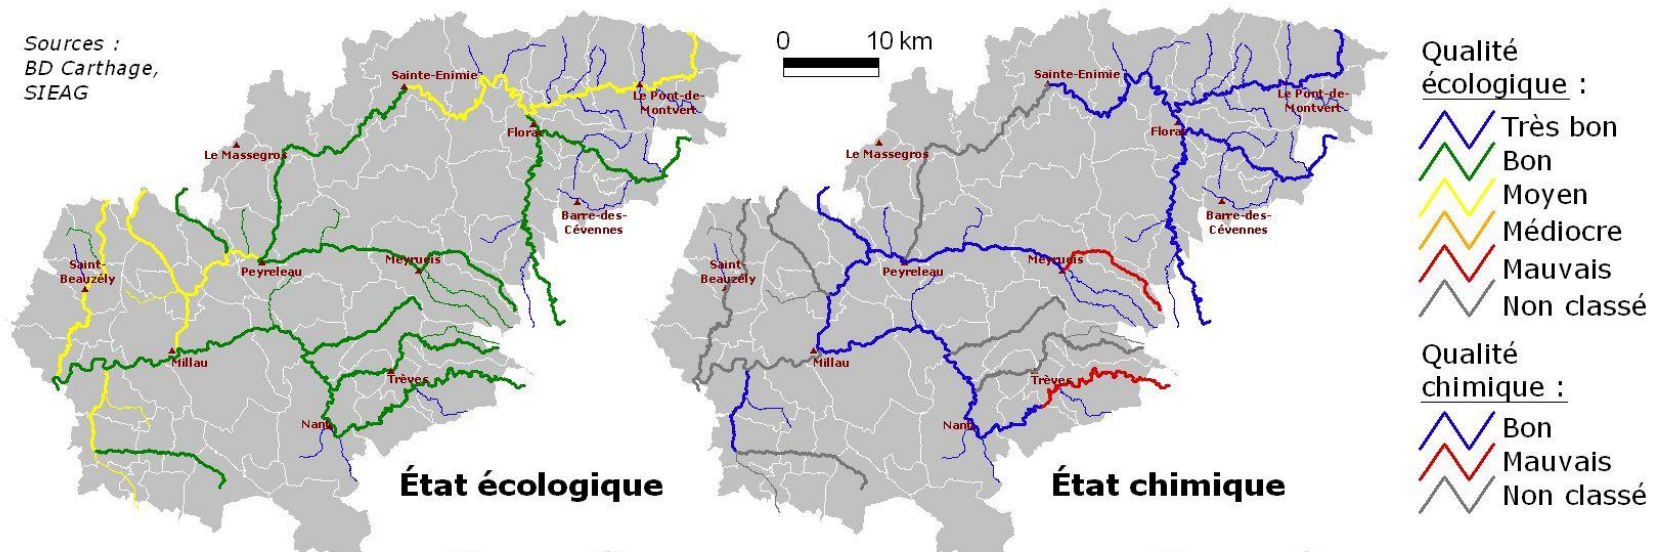 Sources :
BD Carthage,
SIEAG
Sainte-Enimie
Le Pont-de-
Montvert
Florac
Le Massegros
Barre-des-
Cévennes
Saint-
Beauzély
Peyreleau
Meyrueis
Millau
Trèves
Nant
État écologique
0 10 km
Sainte-Enimie
Le Pont-de-
Montvert
Florac
Le Massegros
Barre-des-
Cévennes
Saint-
Beauzély
Peyreleau
Meyrueis
Millau
Trèves
Nant
État chimique
Qualité
écologique :
Très bon
Bon
Moyen
Médiocre
Mauvais
Non classé
Qualité
chimique :
Bon
Mauvais
Non classé